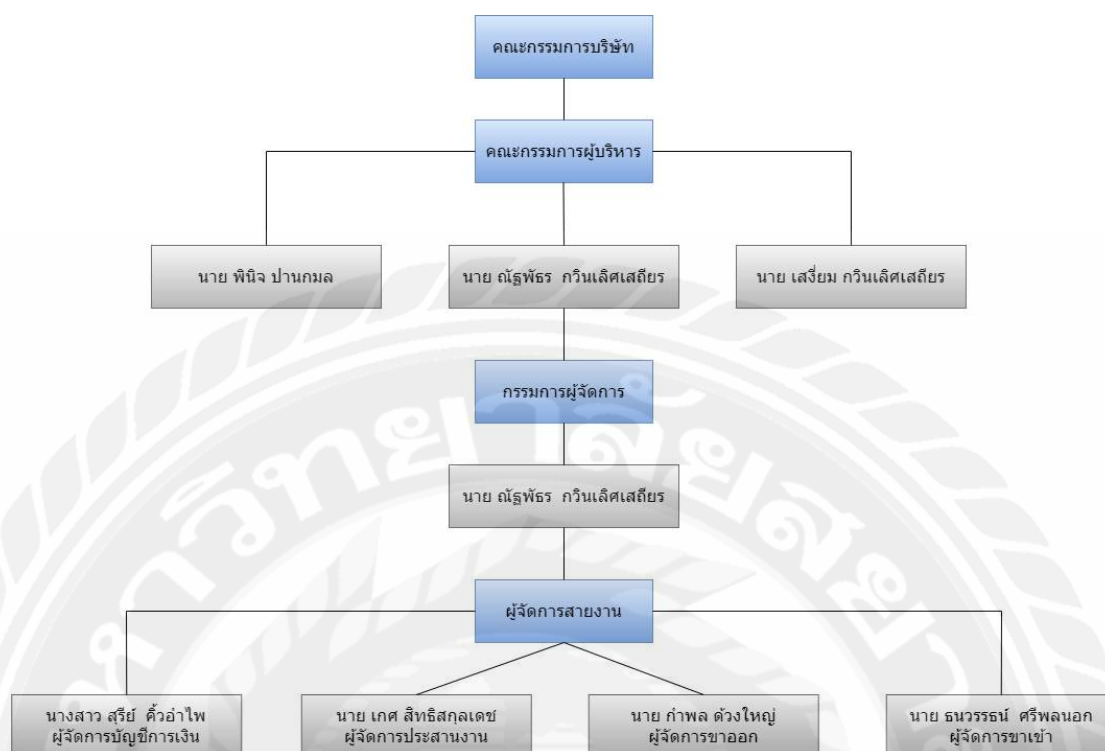 คณะกรรมการบริษัท
คณะกรรมการผู้บริหาร
นาย พินิจ ปานกมล
นาย ณัฐพัธร กวินเลิศเสถียร
นาย เสงี่ยม กวินเลิศเสถียร
กรรมการผู้จัดการ
นาย ณัฐพัธร กวินเลิศเสถียร
ผู้จัดการสายงาน
นางสาว สุรีย์ คิ้วอำไพ
ผู้จัดการบัญชีการเงิน
นาย เกศ สิทธิสกุลเดช
ผู้จัดการประสานงาน
นาย กำพล ด้วงใหญ่
ผู้จัดการขาออก
นาย ธนวรรธน์ ศรีพลนอก
ผู้จัดการขาเข้า